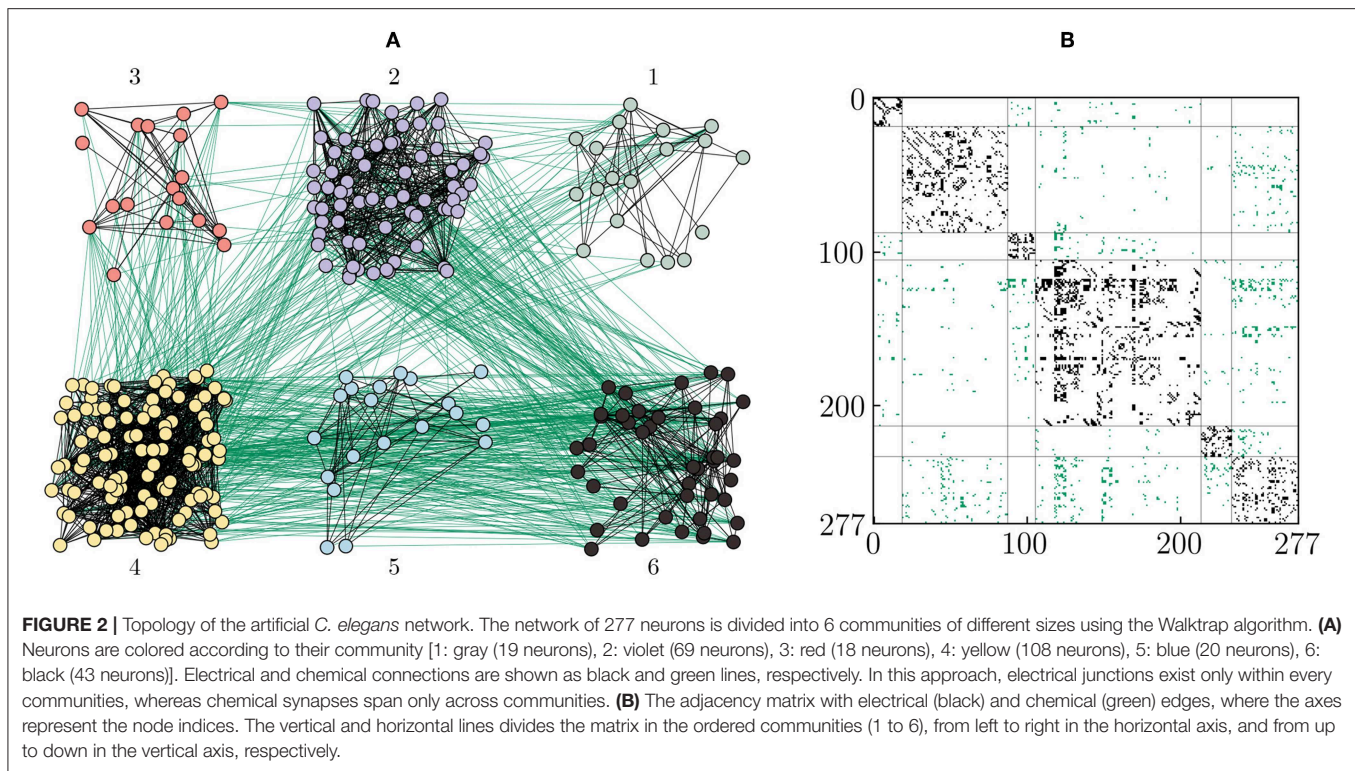 A
B
3
2
1
4
5
6
0
100
200
277
0
100
200
277
FIGURE 2 | Topology of the artificial C. elegans network. The network of 277 neurons is divided into 6 communities of different sizes using the Walktrap algorithm. (A)
Neurons are colored according to their community [1: gray (19 neurons), 2: violet (69 neurons), 3: red (18 neurons), 4: yellow (108 neurons), 5: blue (20 neurons), 6:
black (43 neurons)]. Electrical and chemical connections are shown as black and green lines, respectively. In this approach, electrical junctions exist only within every
communities, whereas chemical synapses span only across communities. (B) The adjacency matrix with electrical (black) and chemical (green) edges, where the axes
represent the node indices. The vertical and horizontal lines divides the matrix in the ordered communities (1 to 6), from left to right in the horizontal axis, and from up
to down in the vertical axis, respectively.